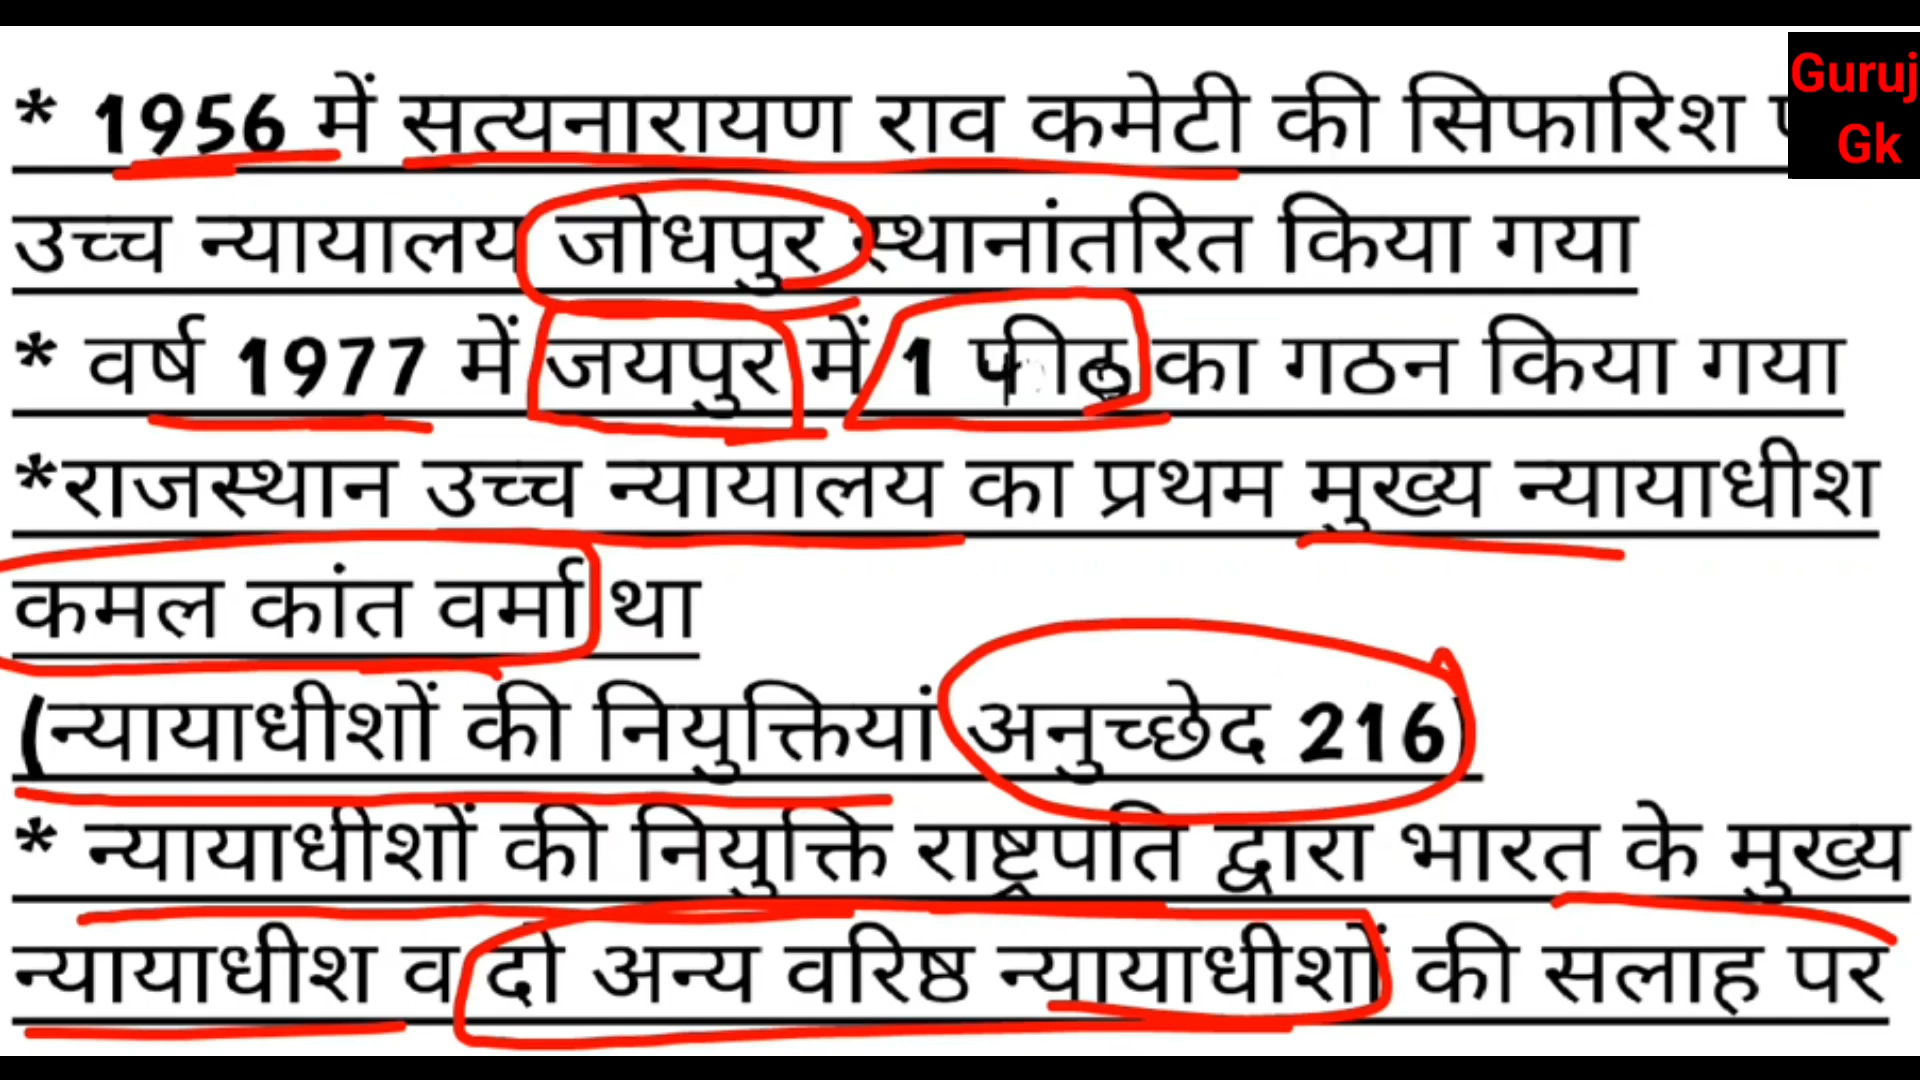 * 1956 में सत्यनारायण राव कमेटी की सिफारिश
Guruj
Gk
उच्च न्यायालय जोधपुर स्थानांतरित किया गया
* वर्ष 1977 में जयपुर में 1 पीठ का गठन किया गया
*राजस्थान उच्च न्यायालय का प्रथम मुख्य न्यायाधीश
कमल कांत वर्मा था
(न्यायाधीशों की नियुक्तियां अनुच्छेद 216)
* न्यायाधीशों की नियुक्ति राष्ट्रपति द्वारा भारत के मुख्य
न्यायाधीश व दो अन्य वरिष्ठ न्यायाधीशों की सलाह पर